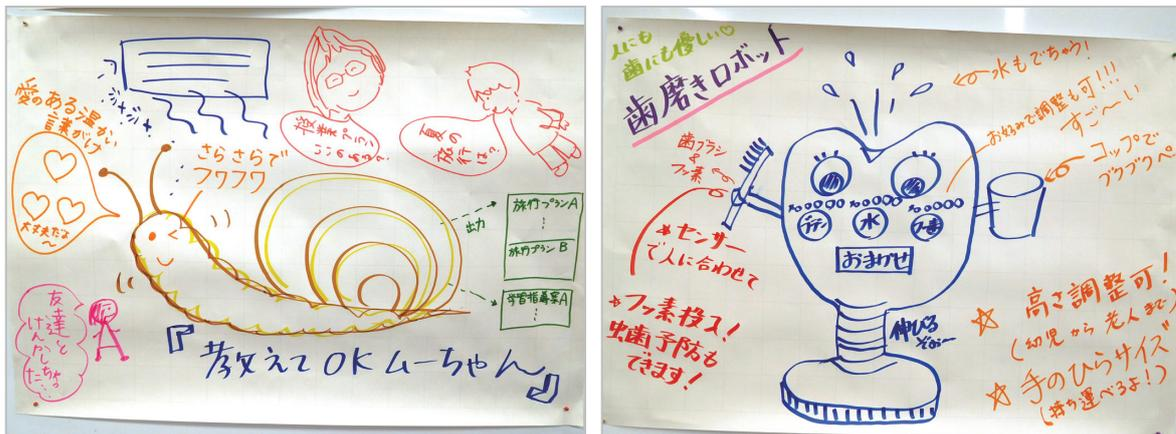 愛のある温かい
言葉がけ
大丈夫だよ
〜
さらさらで
フワフワ
授業プラン
夏の
旅行は?
出力
旅行プランA
旅行プランB
学習指導案A
友達と
けんかし
『教えてOKムーちゃん』
人にも
歯にも優しい♡
歯磨きロボット
歯ブラシ
&
フッ素
水もでちゃう!
お好みで調整も可!!!
すご〜い
コップで
ブクブクペ
水
おまかせ
センサー
で人に合わせて
フッ素投入!
虫歯予防も
できます!
伸びる
☆高さ調整可!
(幼児から老人まで)
☆手のひらサイズ
(持ち運べるよ!)